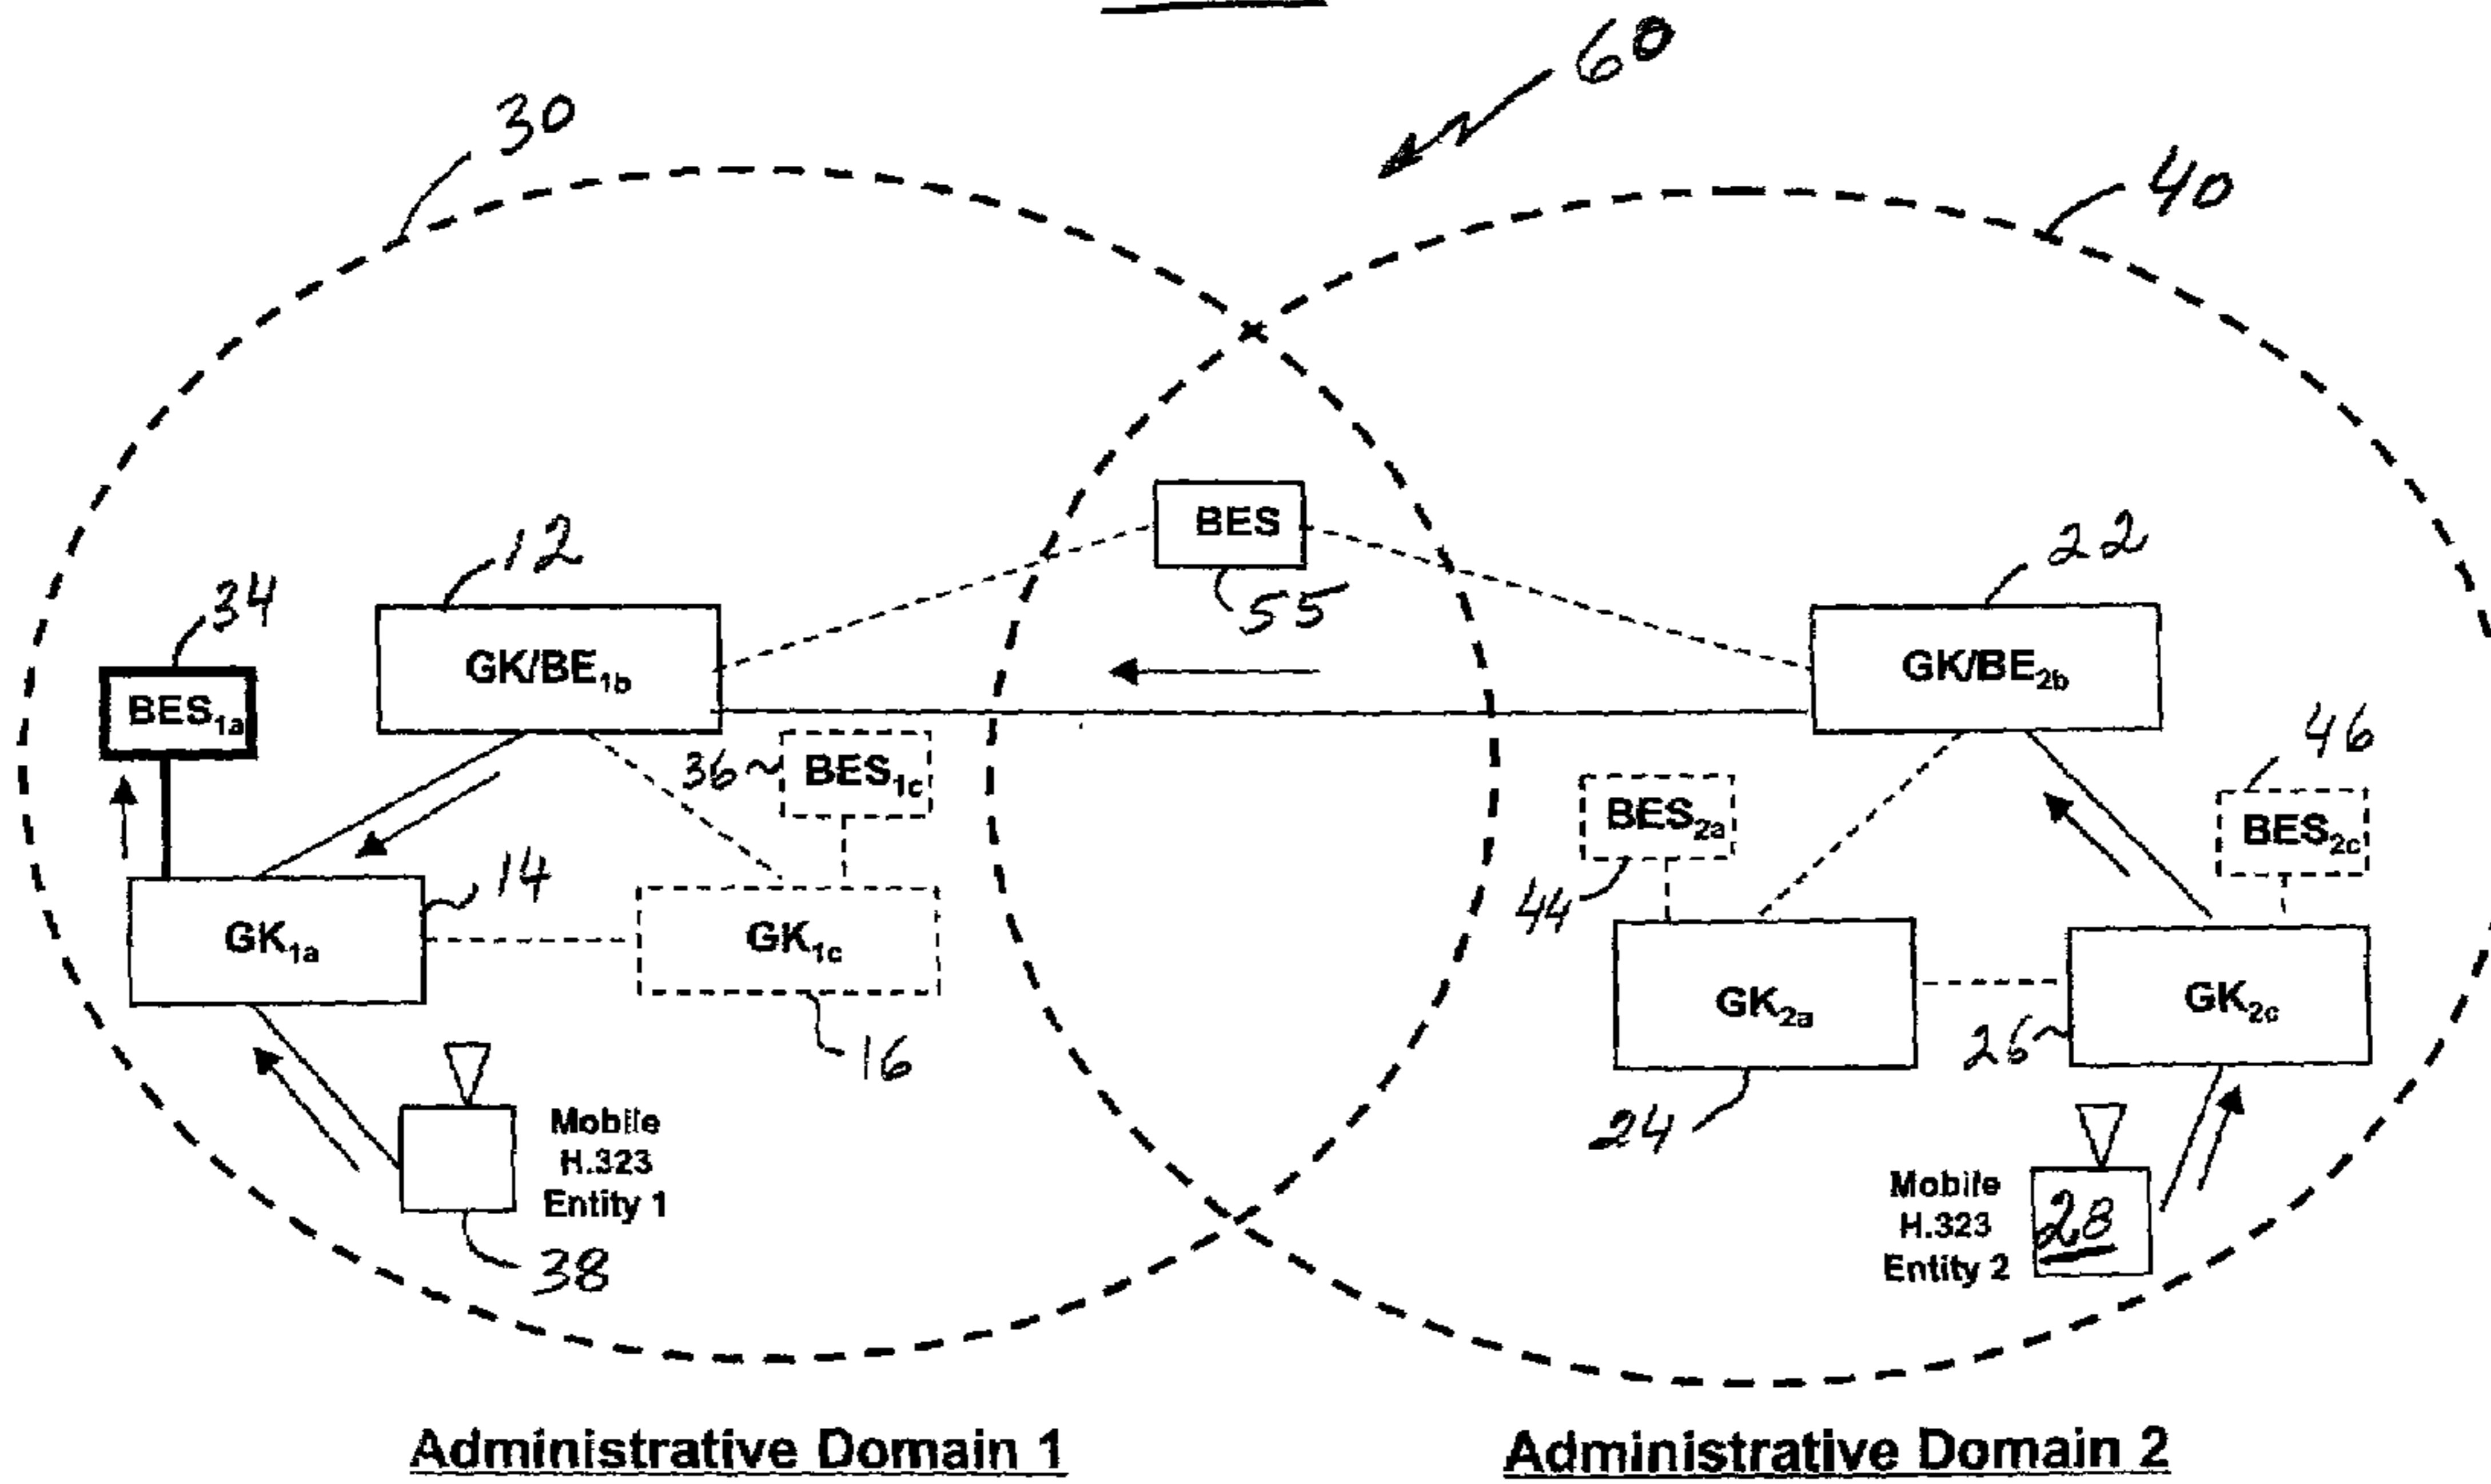 60
30
40
BES
55
12
22
34
GK/BE1b
GK/BE2b
BES1a
36
BES1c
46
BES2a
BES2c
44
14
GK1a
GK1c
GK2a
GK2c
16
26
24
Mobile
H.323
Entity 1
38
Mobile
H.323
Entity 2
28
Administrative Domain 1
Administrative Domain 2